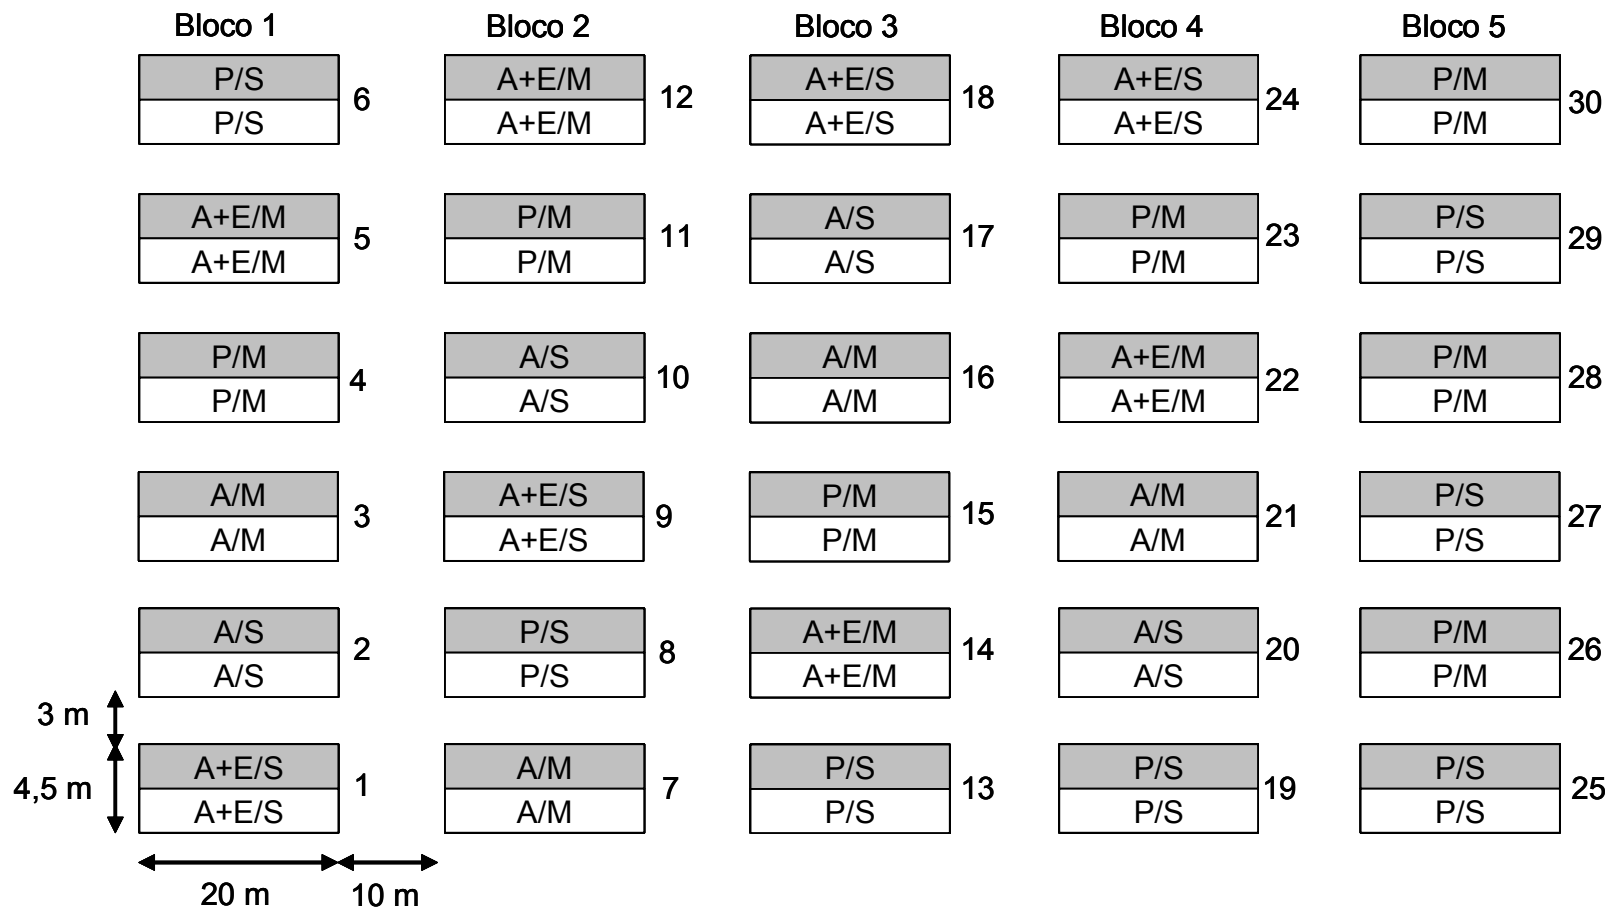 Bloco 1 Bloco 2 Bloco 3 Bloco 4 Bloco 5
P/S A+E/M A+E/S A+E/S P/M
6 12 18 24 30
P/S A+E/M A+E/S A+E/S P/M
A+E/M P/M A/S P/M P/S
5 11 17 23 29
A+E/M P/M A/S P/M P/S
P/M A/S A/M A+E/M P/M
4 10 16 22 28
P/M A/S A/M A+E/M P/M
A/M A+E/S P/M A/M P/S
3 9 15 21 27
A/M A+E/S P/M A/M P/S
A/S P/S A+E/M A/S P/M
2 8 14 20 26
A/S P/S A+E/M A/S P/M
3 m
A+E/S A/M P/S P/S P/S
4,5 m 1 7 13 19 25
A+E/S A/M P/S P/S P/S
20 m 10 m